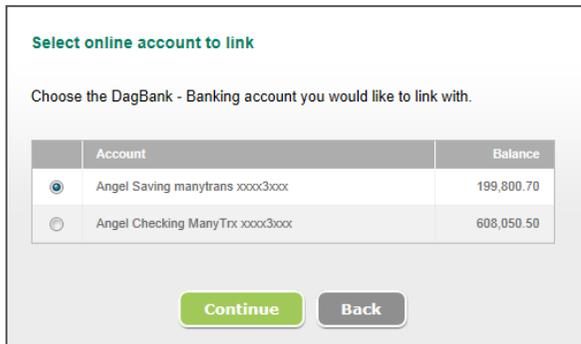 Select online account to link
Choose the DagBank - Banking account you would like to link with.
Account Balance
Angel Saving manytrans xxxx3xxx 199,800.70
Angel Checking ManyTrx xxxx3xxx 608,050.50
Continue Back